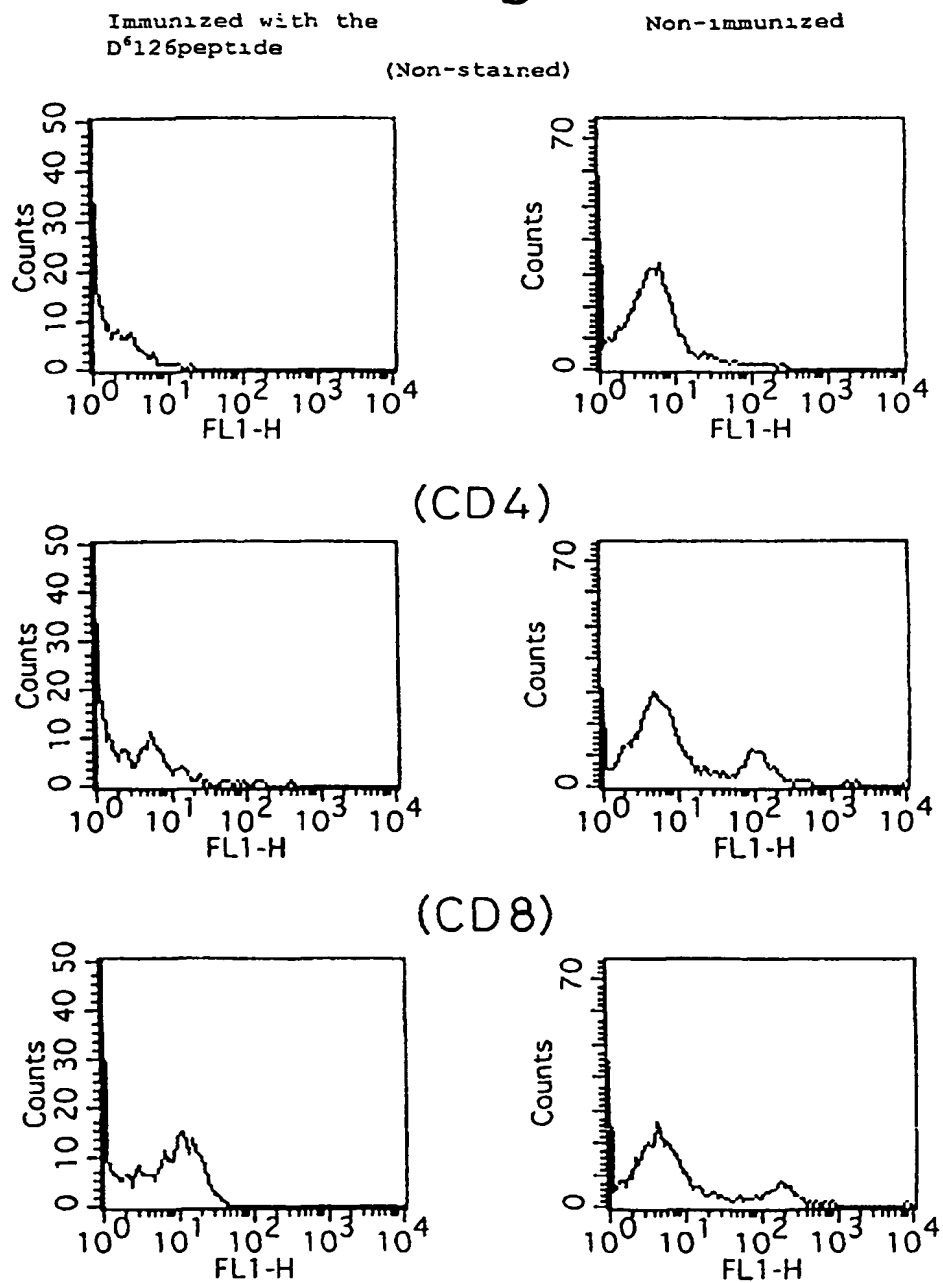 Immunized with the
D⁶126peptide
Non-immunized
(Non-stained)
50
40
30
20
10
0
Counts
10⁰ 10¹ 10² 10³ 10⁴
FL1-H
70
0
Counts
10⁰ 10¹ 10² 10³ 10⁴
FL1-H
(CD4)
50
40
30
20
10
0
Counts
10⁰ 10¹ 10² 10³ 10⁴
FL1-H
70
0
Counts
10⁰ 10¹ 10² 10³ 10⁴
FL1-H
(CD8)
50
40
30
20
10
0
Counts
10⁰ 10¹ 10² 10³ 10⁴
FL1-H
70
0
Counts
10⁰ 10¹ 10² 10³ 10⁴
FL1-H